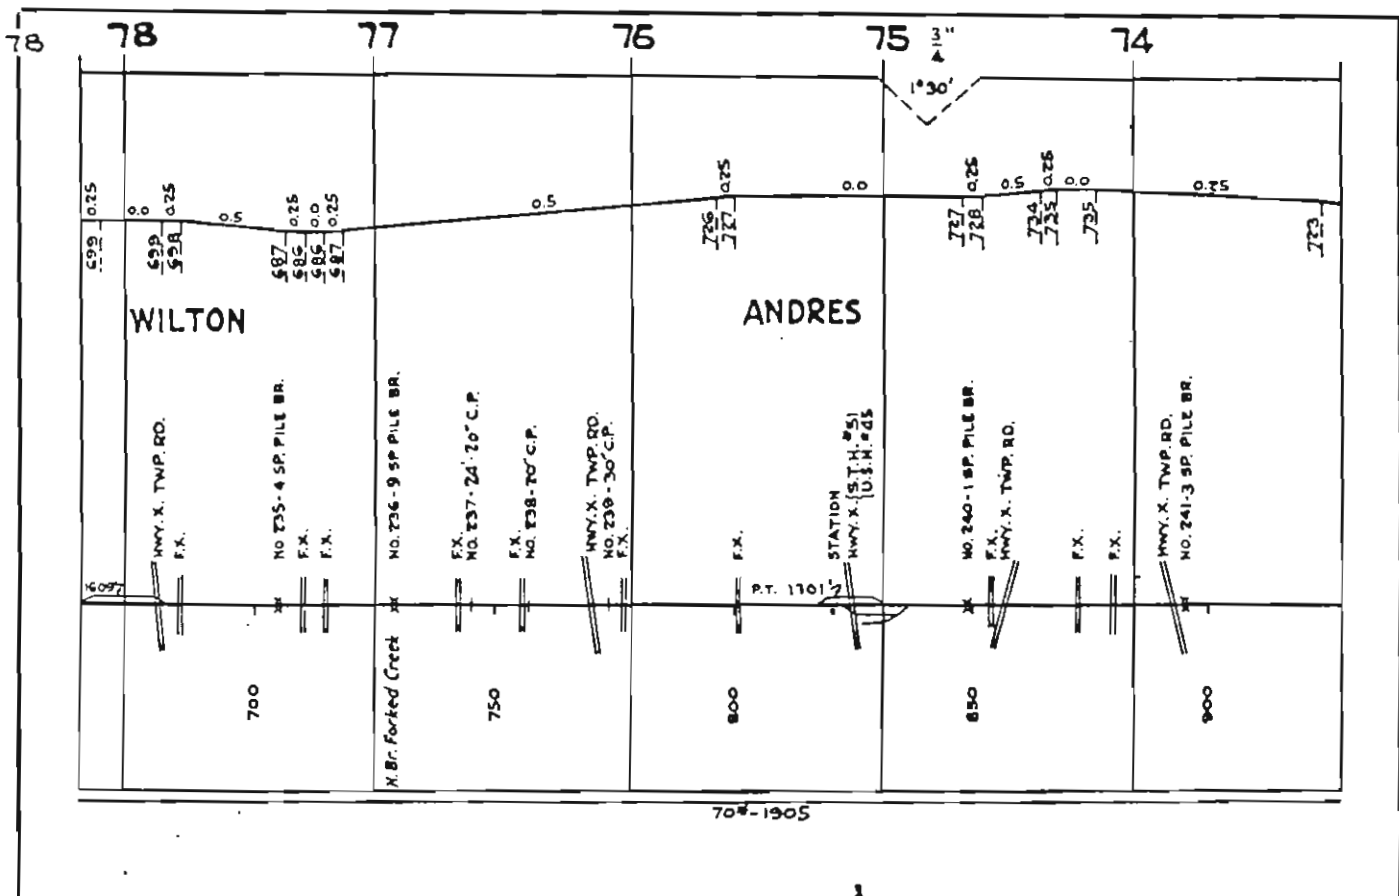 78 78 77 76 75 3/4" 74
1°30'
0.25 0.0 0.25 0.5 0.25 0.0 0.25 0.5 0.25 0.0 0.25 0.5 0.25 0.0 0.25
699 699 698 687 686 686 687 726 727 727 728 734 735 735 723
WILTON
ANDRES
HWY. X. TWP. RD.
F.X.
NO 235-4 SP. PILE BR.
F.X.
F.X.
NO. 236-9 SP PILE BR.
F.X.
NO. 237-24'-20" C.P.
F.X.
NO. 238-20" C.P.
HWY. X. TWP. RD.
NO. 239-30" C.P.
F.X.
F.X.
STATION
HWY. X. {S.T.H. #51
{U.S.H. #45
NO. 240-1 SP. PILE BR.
F.X.
HWY. X. TWP. RD.
F.X.
F.X.
HWY. X. TWP. RD.
NO. 241-3 SP. PILE BR.
1609'
P.T. 1701'
N. Br. Forked Creek
700 750 800 850 900
70#-1905